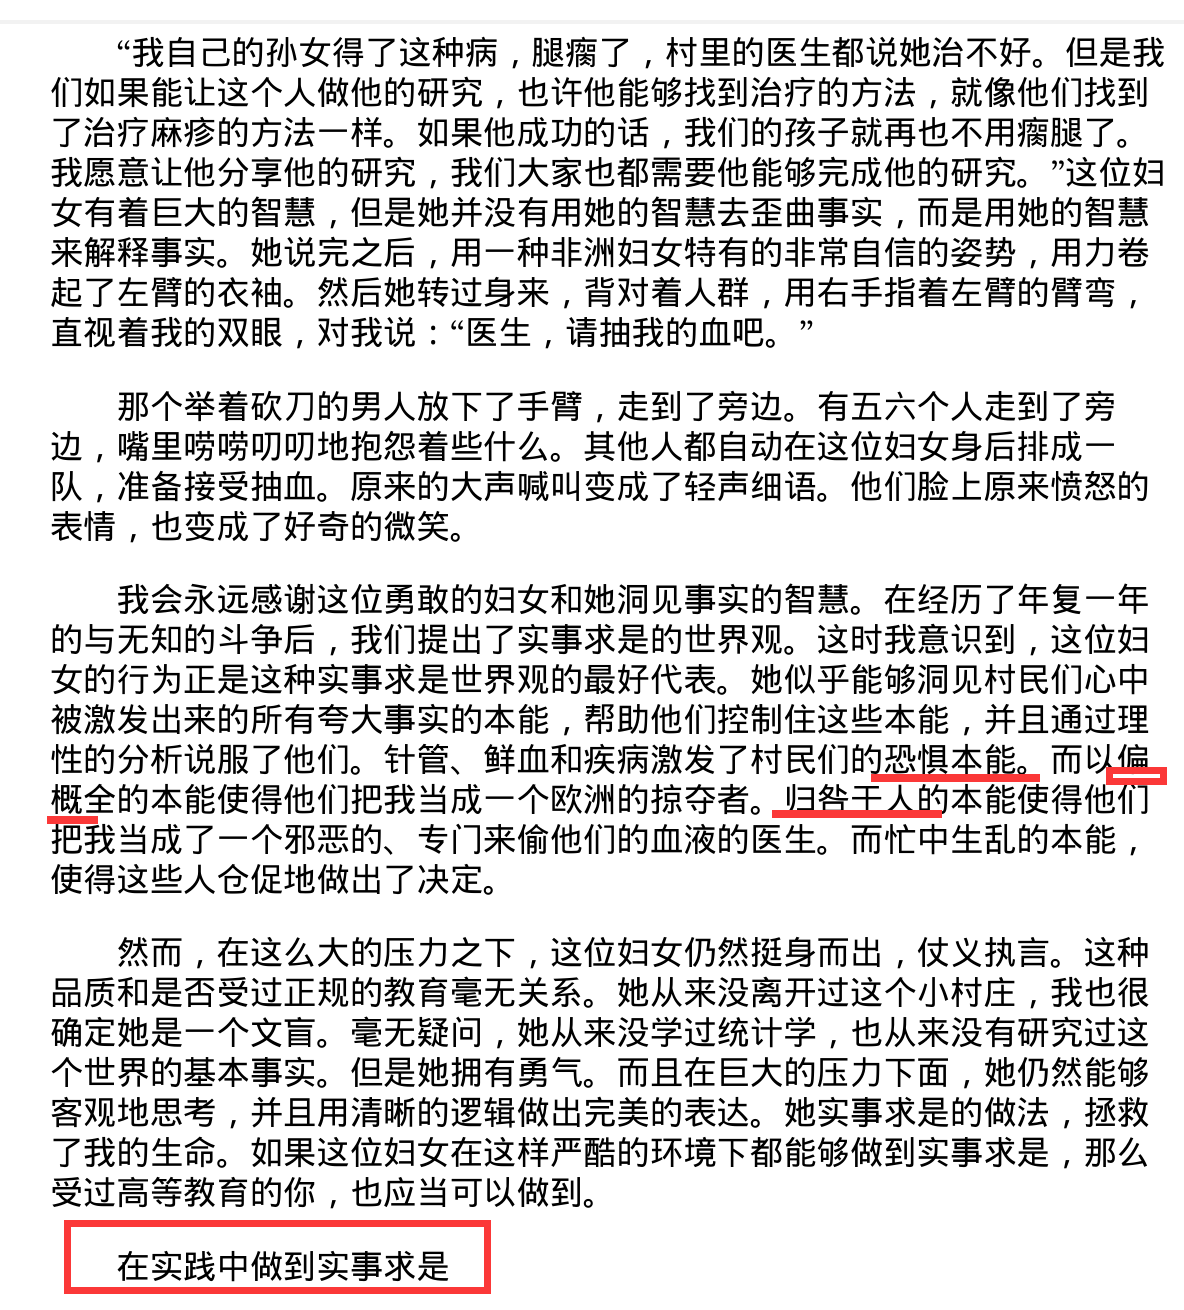 “我自己的孙女得了这种病，腿瘸了，村里的医生都说她治不好。但是我
们如果能让这个人做他的研究，也许他能够找到治疗的方法，就像他们找到
了治疗麻疹的方法一样。如果他成功的话，我们的孩子就再也不用瘸腿了。
我愿意让他分享他的研究，我们大家也都需要他能够完成他的研究。”这位妇
女有着巨大的智慧，但是她并没有用她的智慧去歪曲事实，而是用她的智慧
来解释事实。她说完之后，用一种非洲妇女特有的非常自信的姿势，用力卷
起了左臂的衣袖。然后她转过身来，背对着人群，用右手指着左臂的臂弯，
直视着我的双眼，对我说：“医生，请抽我的血吧。”
那个举着砍刀的男人放下了手臂，走到了旁边。有五六个人走到了旁
边，嘴里唠唠叨叨地抱怨着些什么。其他人都自动在这位妇女身后排成一
队，准备接受抽血。原来的大声喊叫变成了轻声细语。他们脸上原来愤怒的
表情，也变成了好奇的微笑。
我会永远感谢这位勇敢的妇女和她洞见事实的智慧。在经历了年复一年
的与无知的斗争后，我们提出了实事求是的世界观。这时我意识到，这位妇
女的行为正是这种实事求是世界观的最好代表。她似乎能够洞见村民们心中
被激发出来的所有夸大事实的本能，帮助他们控制住这些本能，并且通过理
性的分析说服了他们。针管、鲜血和疾病激发了村民们的恐惧本能。而以偏
概全的本能使得他们把我当成一个欧洲的掠夺者。归咎于人的本能使得他们
把我当成了一个邪恶的、专门来偷他们的血液的医生。而忙中生乱的本能，
使得这些人仓促地做出了决定。
然而，在这么大的压力之下，这位妇女仍然挺身而出，仗义执言。这种
品质和是否受过正规的教育毫无关系。她从来没离开过这个小村庄，我也很
确定她是一个文盲。毫无疑问，她从来没学过统计学，也从来没有研究过这
个世界的基本事实。但是她拥有勇气。而且在巨大的压力下面，她仍然能够
客观地思考，并且用清晰的逻辑做出完美的表达。她实事求是的做法，拯救
了我的生命。如果这位妇女在这样严酷的环境下都能够做到实事求是，那么
受过高等教育的你，也应当可以做到。
在实践中做到实事求是